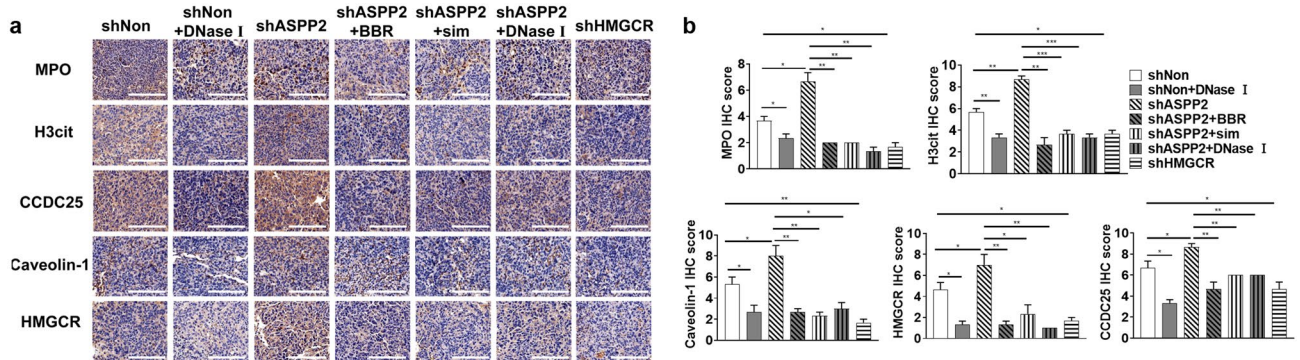 a
shNon
shNon
+DNase I
shASPP2
shASPP2
+BBR
shASPP2
+sim
shASPP2
+DNase I
shHMGCR
MPO
H3cit
CCDC25
Caveolin-1
HMGCR
b
MPO IHC score
8
6
4
2
0
*
*
**
**
**
*
H3cit IHC score
10
8
6
4
2
0
**
**
**
***
***
*
shNon
shNon+DNase I
shASPP2
shASPP2+BBR
shASPP2+sim
shASPP2+DNase I
shHMGCR
Caveolin-1 IHC score
10
8
6
4
2
0
*
*
**
**
*
**
HMGCR IHC score
10
8
6
4
2
0
*
*
**
*
**
*
CCDC25 IHC score
10
8
6
4
2
0
*
*
**
**
**
*